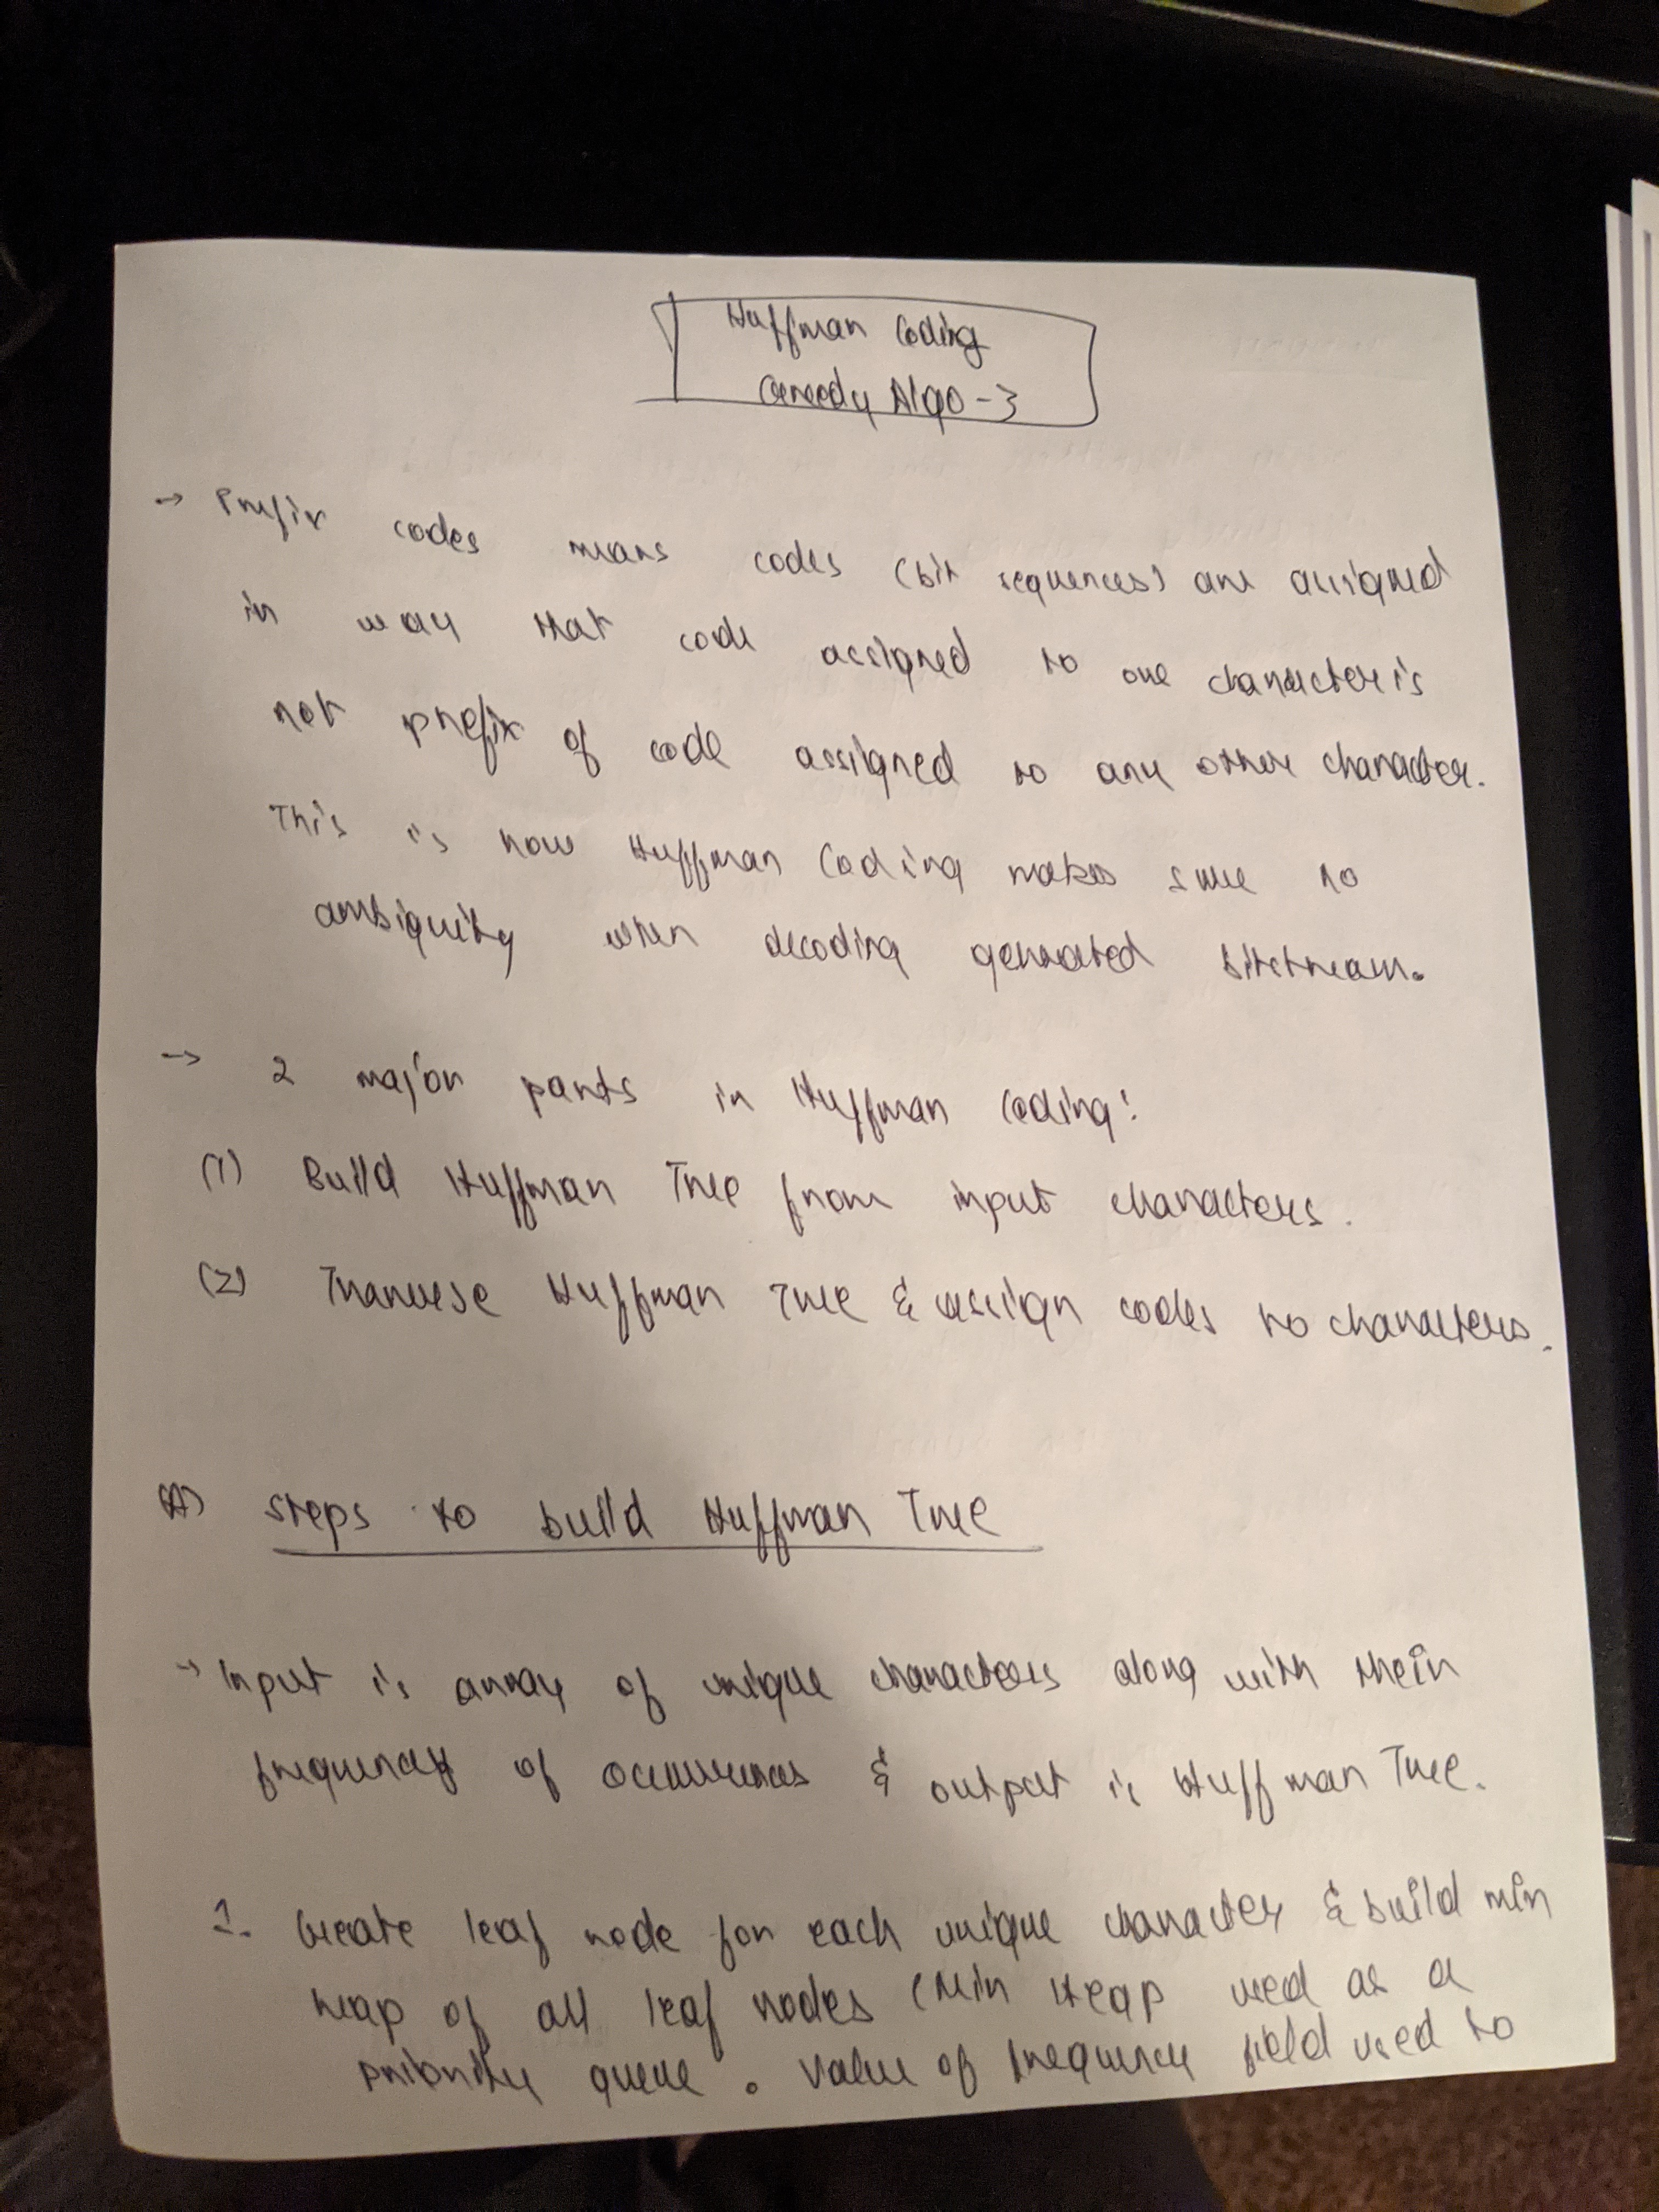 Huffman Coding
Greedy Algo-3
→ Prefix codes means codes (bit sequences) are assigned
in way that code assigned to one character is
not prefix of code assigned to any other character.
This is how Huffman Coding makes sure no
ambiguity when decoding generated bitstream.
→ 2 major parts in Huffman Coding:
(1) Build Huffman Tree from input characters.
(2) Traverse Huffman Tree & assign codes to characters.
A) Steps to build Huffman Tree
→ Input is array of unique characters along with their
frequency of occurrences & output is Huffman Tree.
1. Create leaf node for each unique character & build min
heap of all leaf nodes (Min Heap used as a
priority queue. Value of frequency field used to